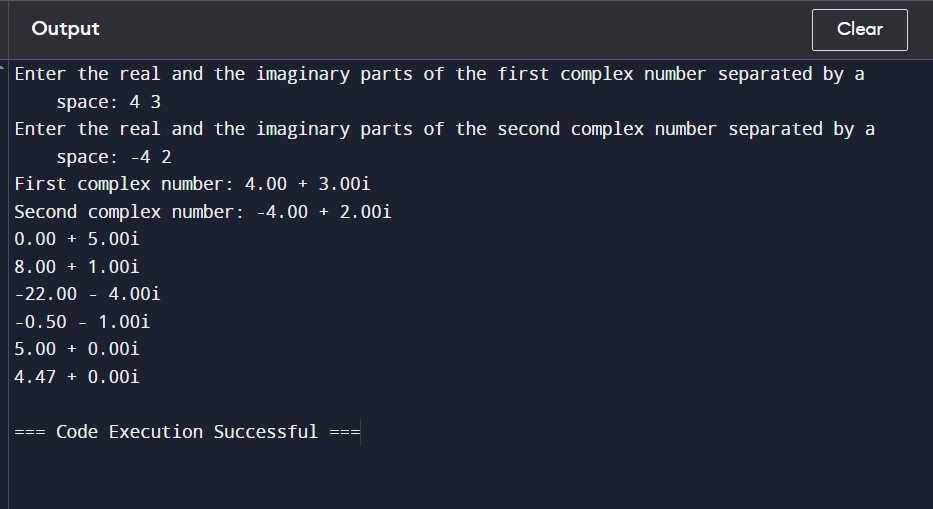 Output
Clear
Enter the real and the imaginary parts of the first complex number separated by a
space: 4 3
Enter the real and the imaginary parts of the second complex number separated by a
space: -4 2
First complex number: 4.00 + 3.00i
Second complex number: -4.00 + 2.00i
0.00 + 5.00i
8.00 + 1.00i
-22.00 - 4.00i
-0.50 - 1.00i
5.00 + 0.00i
4.47 + 0.00i
=== Code Execution Successful ===